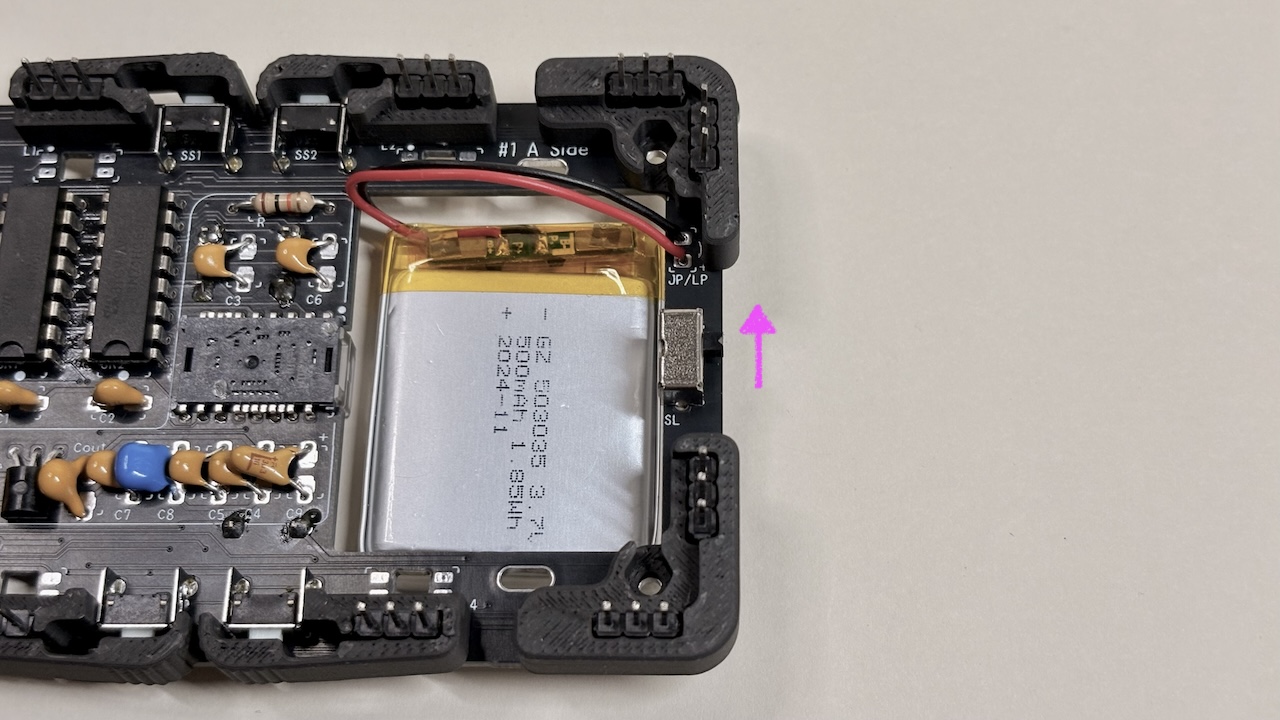 SS1
SS2
#1 A Side
R
C3
C6
JP/LP
- GZ 503035 3.7V
+ 500mAh 1.85Wh
2024-11
SL
C2
Cout
C7
C8
C5
C4
C9
4